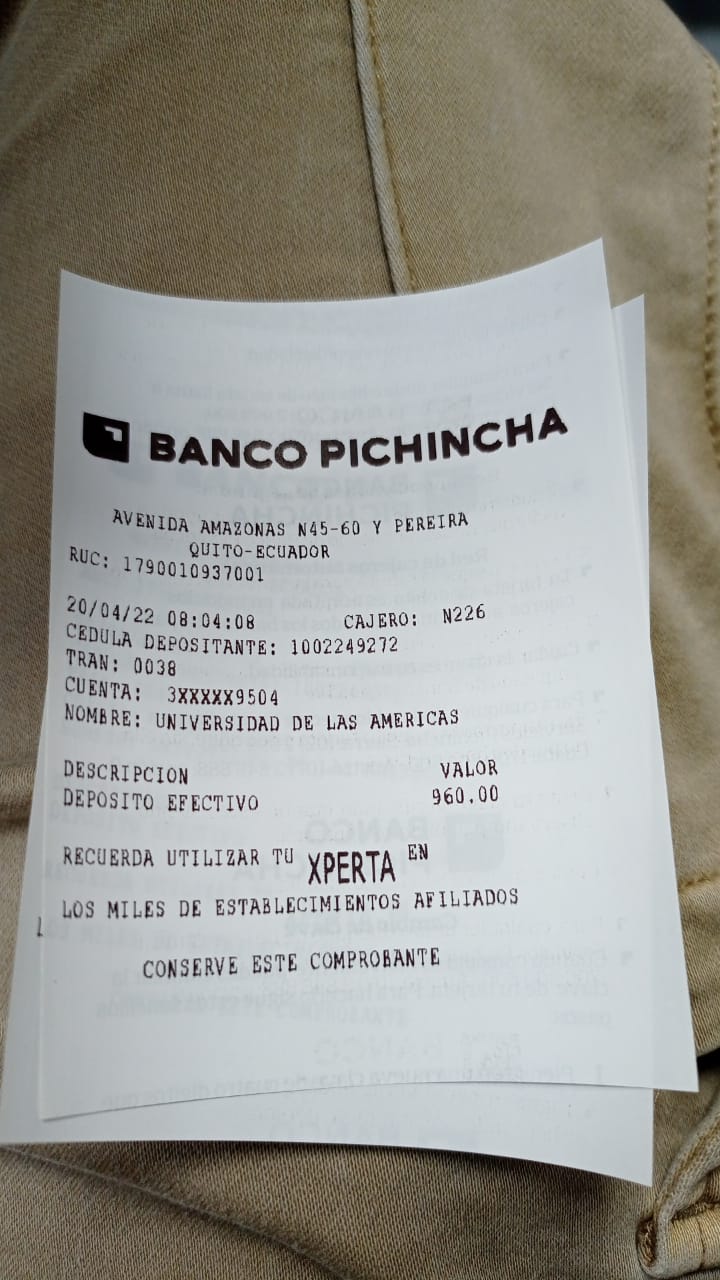 BANCO PICHINCHA
AVENIDA AMAZONAS N45-60 Y PEREIRA
QUITO-ECUADOR
RUC: 1790010937001
20/04/22 08:04:08 CAJERO: N226
CEDULA DEPOSITANTE: 1002249272
TRAN: 0038
CUENTA: 3XXXXX9504
NOMBRE: UNIVERSIDAD DE LAS AMERICAS
DESCRIPCION VALOR
DEPOSITO EFECTIVO 960.00
RECUERDA UTILIZAR TU XPERTA EN
LOS MILES DE ESTABLECIMIENTOS AFILIADOS
CONSERVE ESTE COMPROBANTE